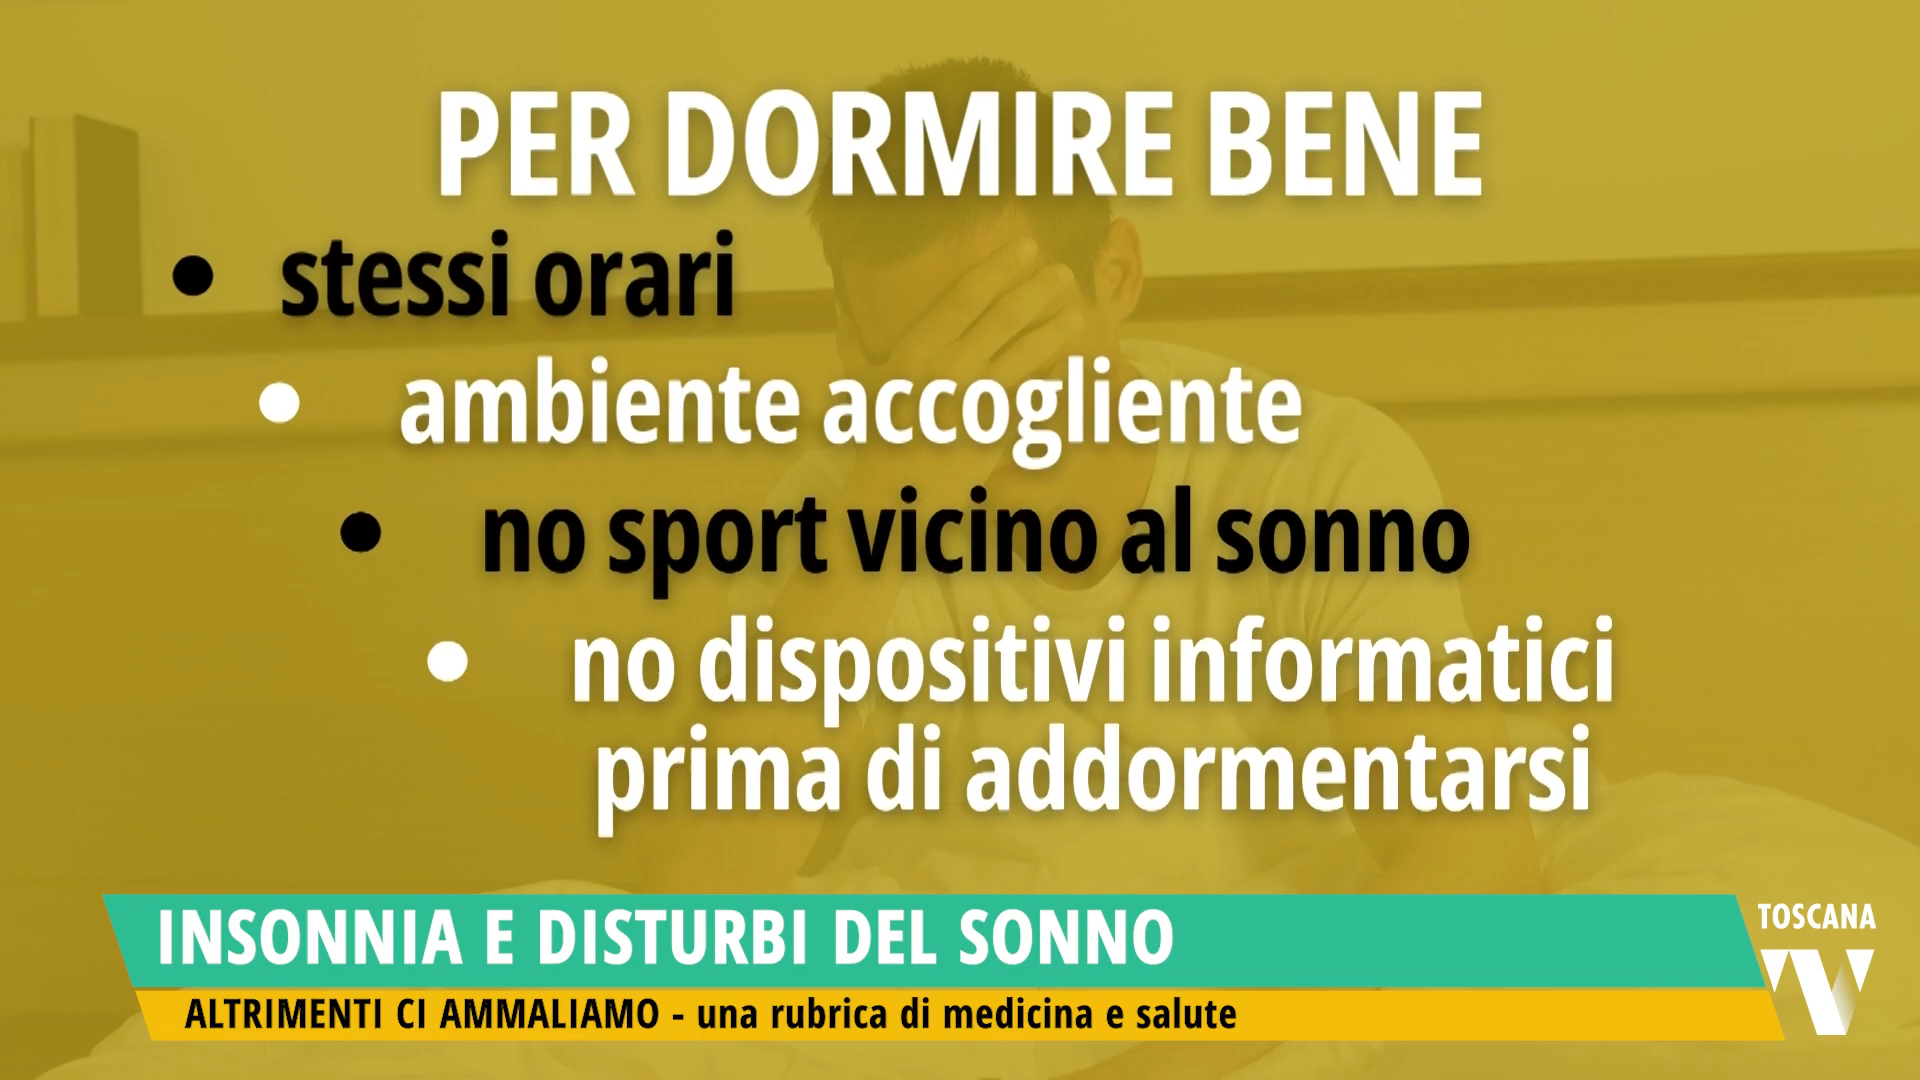 PER DORMIRE BENE
• stessi orari
• ambiente accogliente
• no sport vicino al sonno
• no dispositivi informatici
prima di addormentarsi
INSONNIA E DISTURBI DEL SONNO
ALTRIMENTI CI AMMALIAMO - una rubrica di medicina e salute
TOSCANA
TV